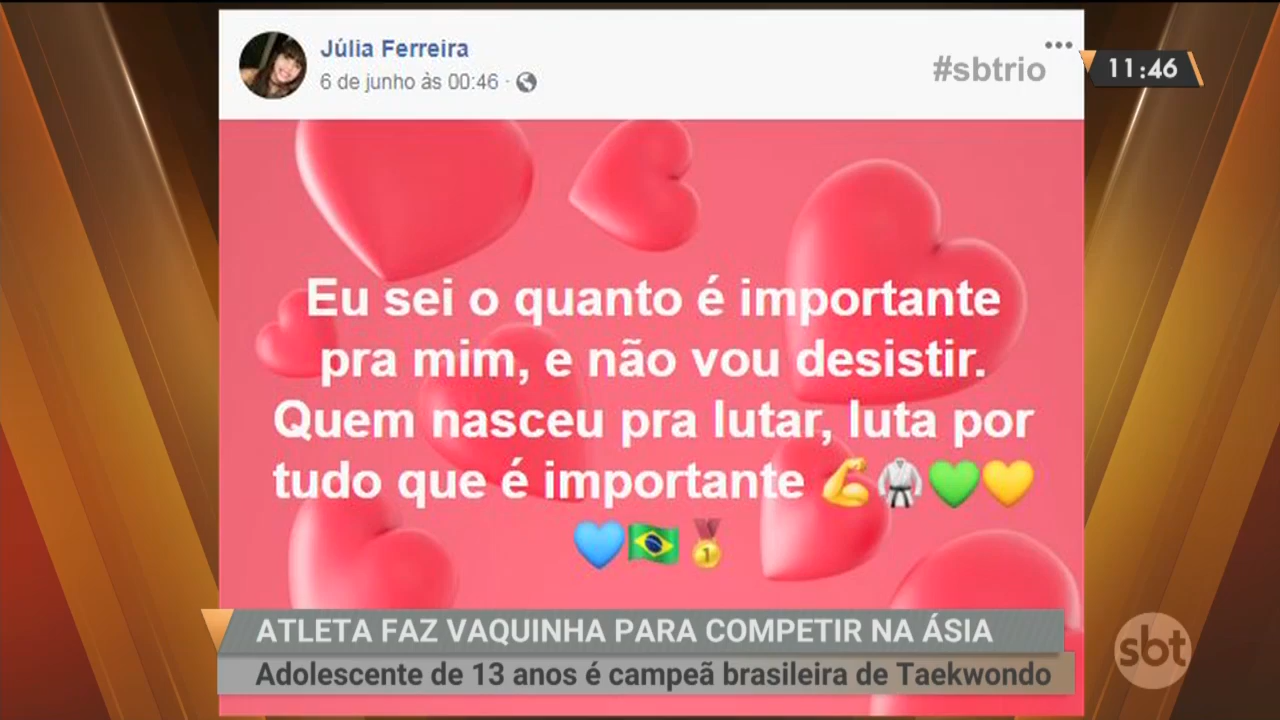 Júlia Ferreira
6 de junho às 00:46 ·
#sbtrio
11:46
Eu sei o quanto é importante
pra mim, e não vou desistir.
Quem nasceu pra lutar, luta por
tudo que é importante 💪🥋💚💛
💙🇧🇷🥇
ATLETA FAZ VAQUINHA PARA COMPETIR NA ÁSIA
Adolescente de 13 anos é campeã brasileira de Taekwondo
sbt